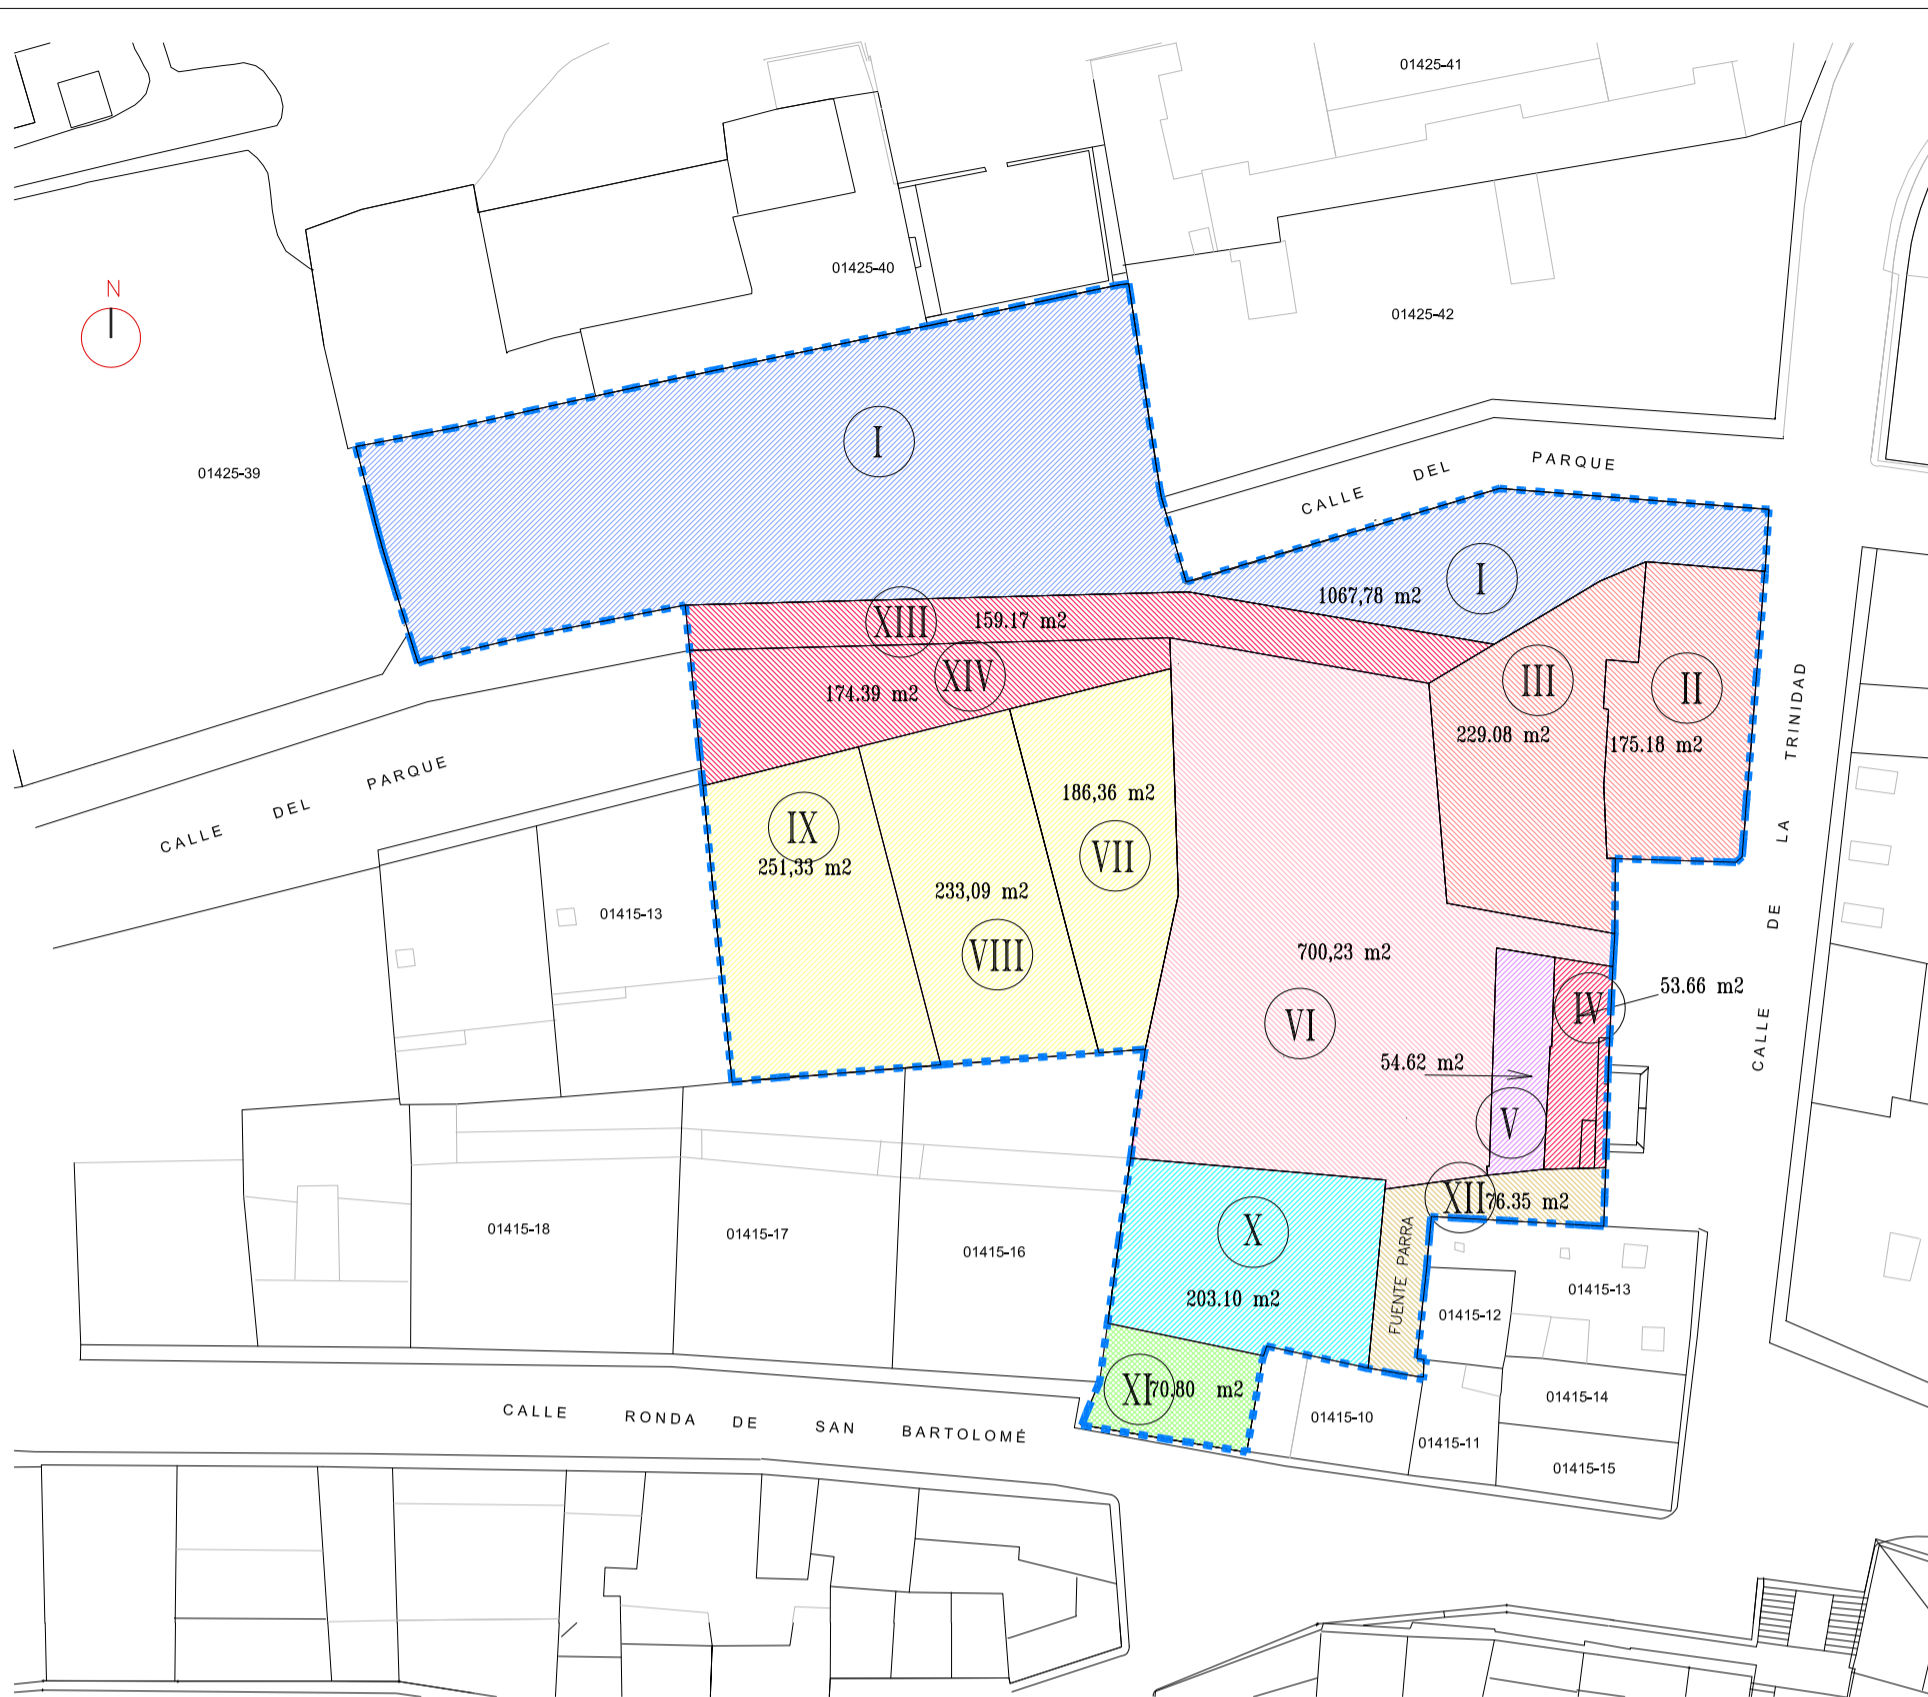 01425-41
N
01425-40
01425-42
I
01425-39
CALLE DEL PARQUE
I
1067,78 m2
XIII
159.17 m2
XIV
174.39 m2
III
229.08 m2
II
175.18 m2
CALLE DE LA TRINIDAD
CALLE DEL PARQUE
186,36 m2
VII
IX
251,33 m2
233,09 m2
VIII
01415-13
700,23 m2
VI
IV
53.66 m2
54.62 m2
V
XII
76.35 m2
FUENTE PARRA
X
203.10 m2
01415-18
01415-17
01415-16
01415-13
01415-12
XI
70.80 m2
01415-10
01415-11
01415-14
01415-15
CALLE RONDA DE SAN BARTOLOMÉ